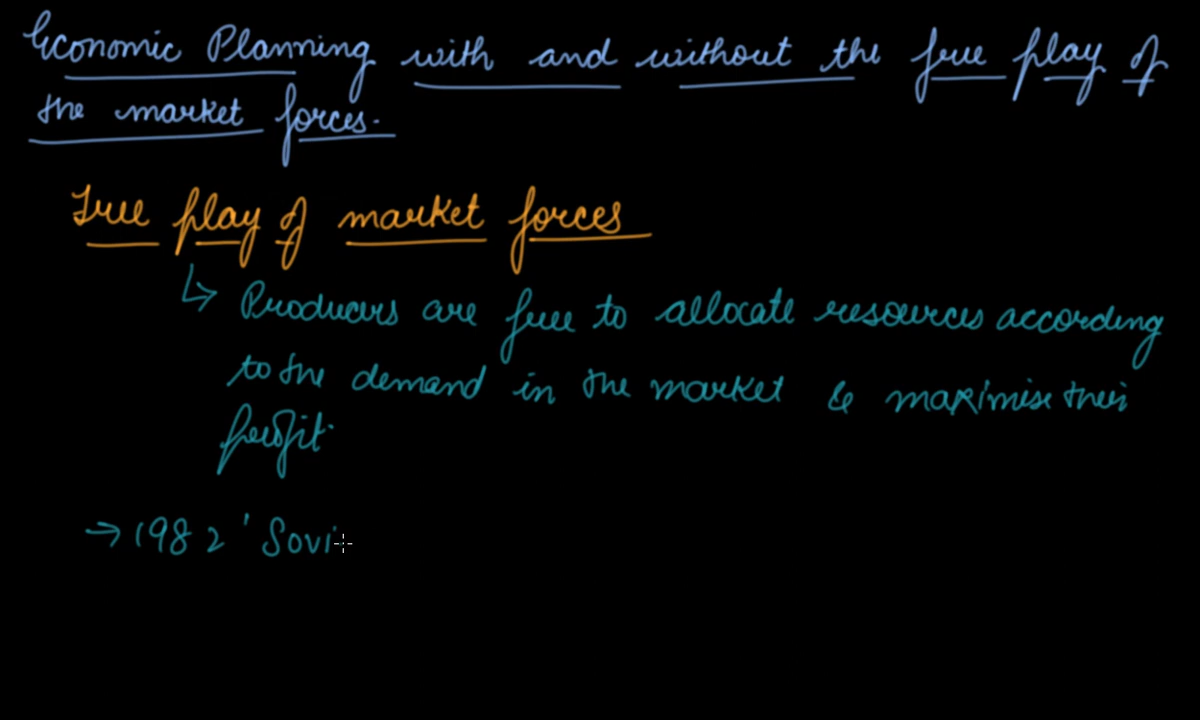 Economic Planning with and without the free play of
the market forces.
Free play of market forces
↳ Producers are free to allocate resources according
to the demand in the market & maximise their
profit.
→ 1982 ' Sovi